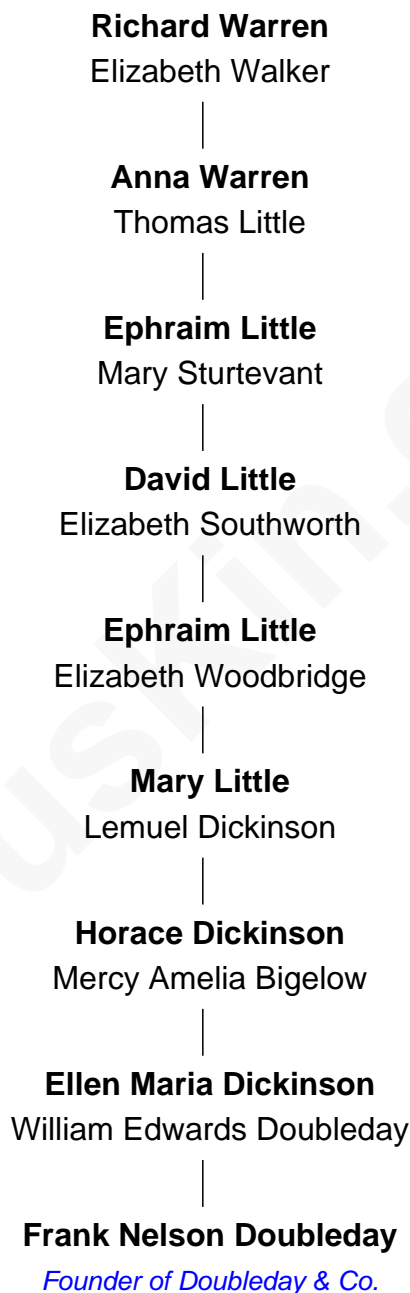 Richard Warren
Elizabeth Walker
Anna Warren
Thomas Little
Ephraim Little
Mary Sturtevant
David Little
Elizabeth Southworth
Ephraim Little
Elizabeth Woodbridge
Mary Little
Lemuel Dickinson
Horace Dickinson
Mercy Amelia Bigelow
Ellen Maria Dickinson
William Edwards Doubleday
Frank Nelson Doubleday
Founder of Doubleday & Co.